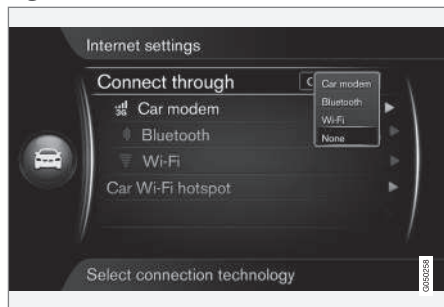 Internet settings
Connect through
Car modem
Bluetooth
Wi-Fi
None
3G
Car modem
Bluetooth
Wi-Fi
Car Wi-Fi hotspot
Select connection technology
G050258